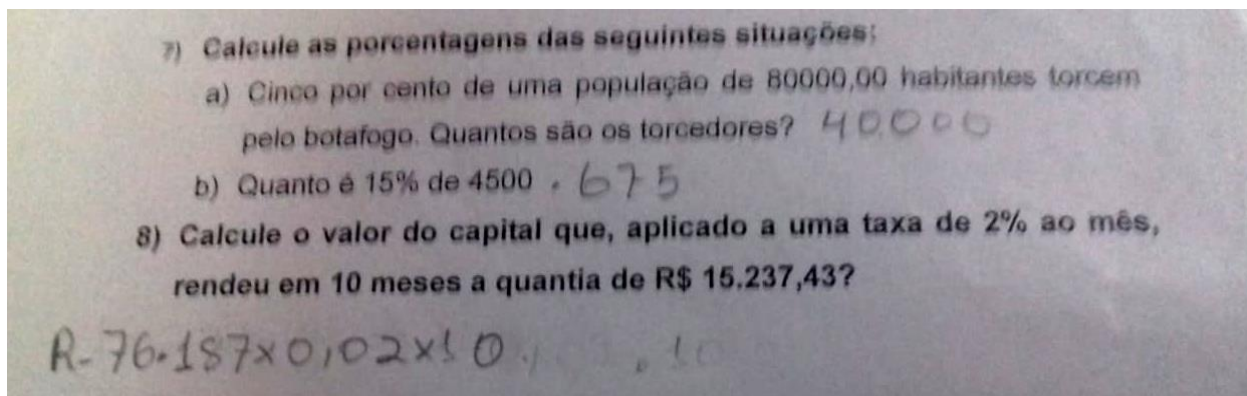 7) Calcule as porcentagens das seguintes situações;
a) Cinco por cento de uma população de 80000,00 habitantes torcem
pelo botafogo. Quantos são os torcedores? 40.000
b) Quanto é 15% de 4500 . 675
8) Calcule o valor do capital que, aplicado a uma taxa de 2% ao mês,
rendeu em 10 meses a quantia de R$ 15.237,43?
R- 76.187x0,02x10